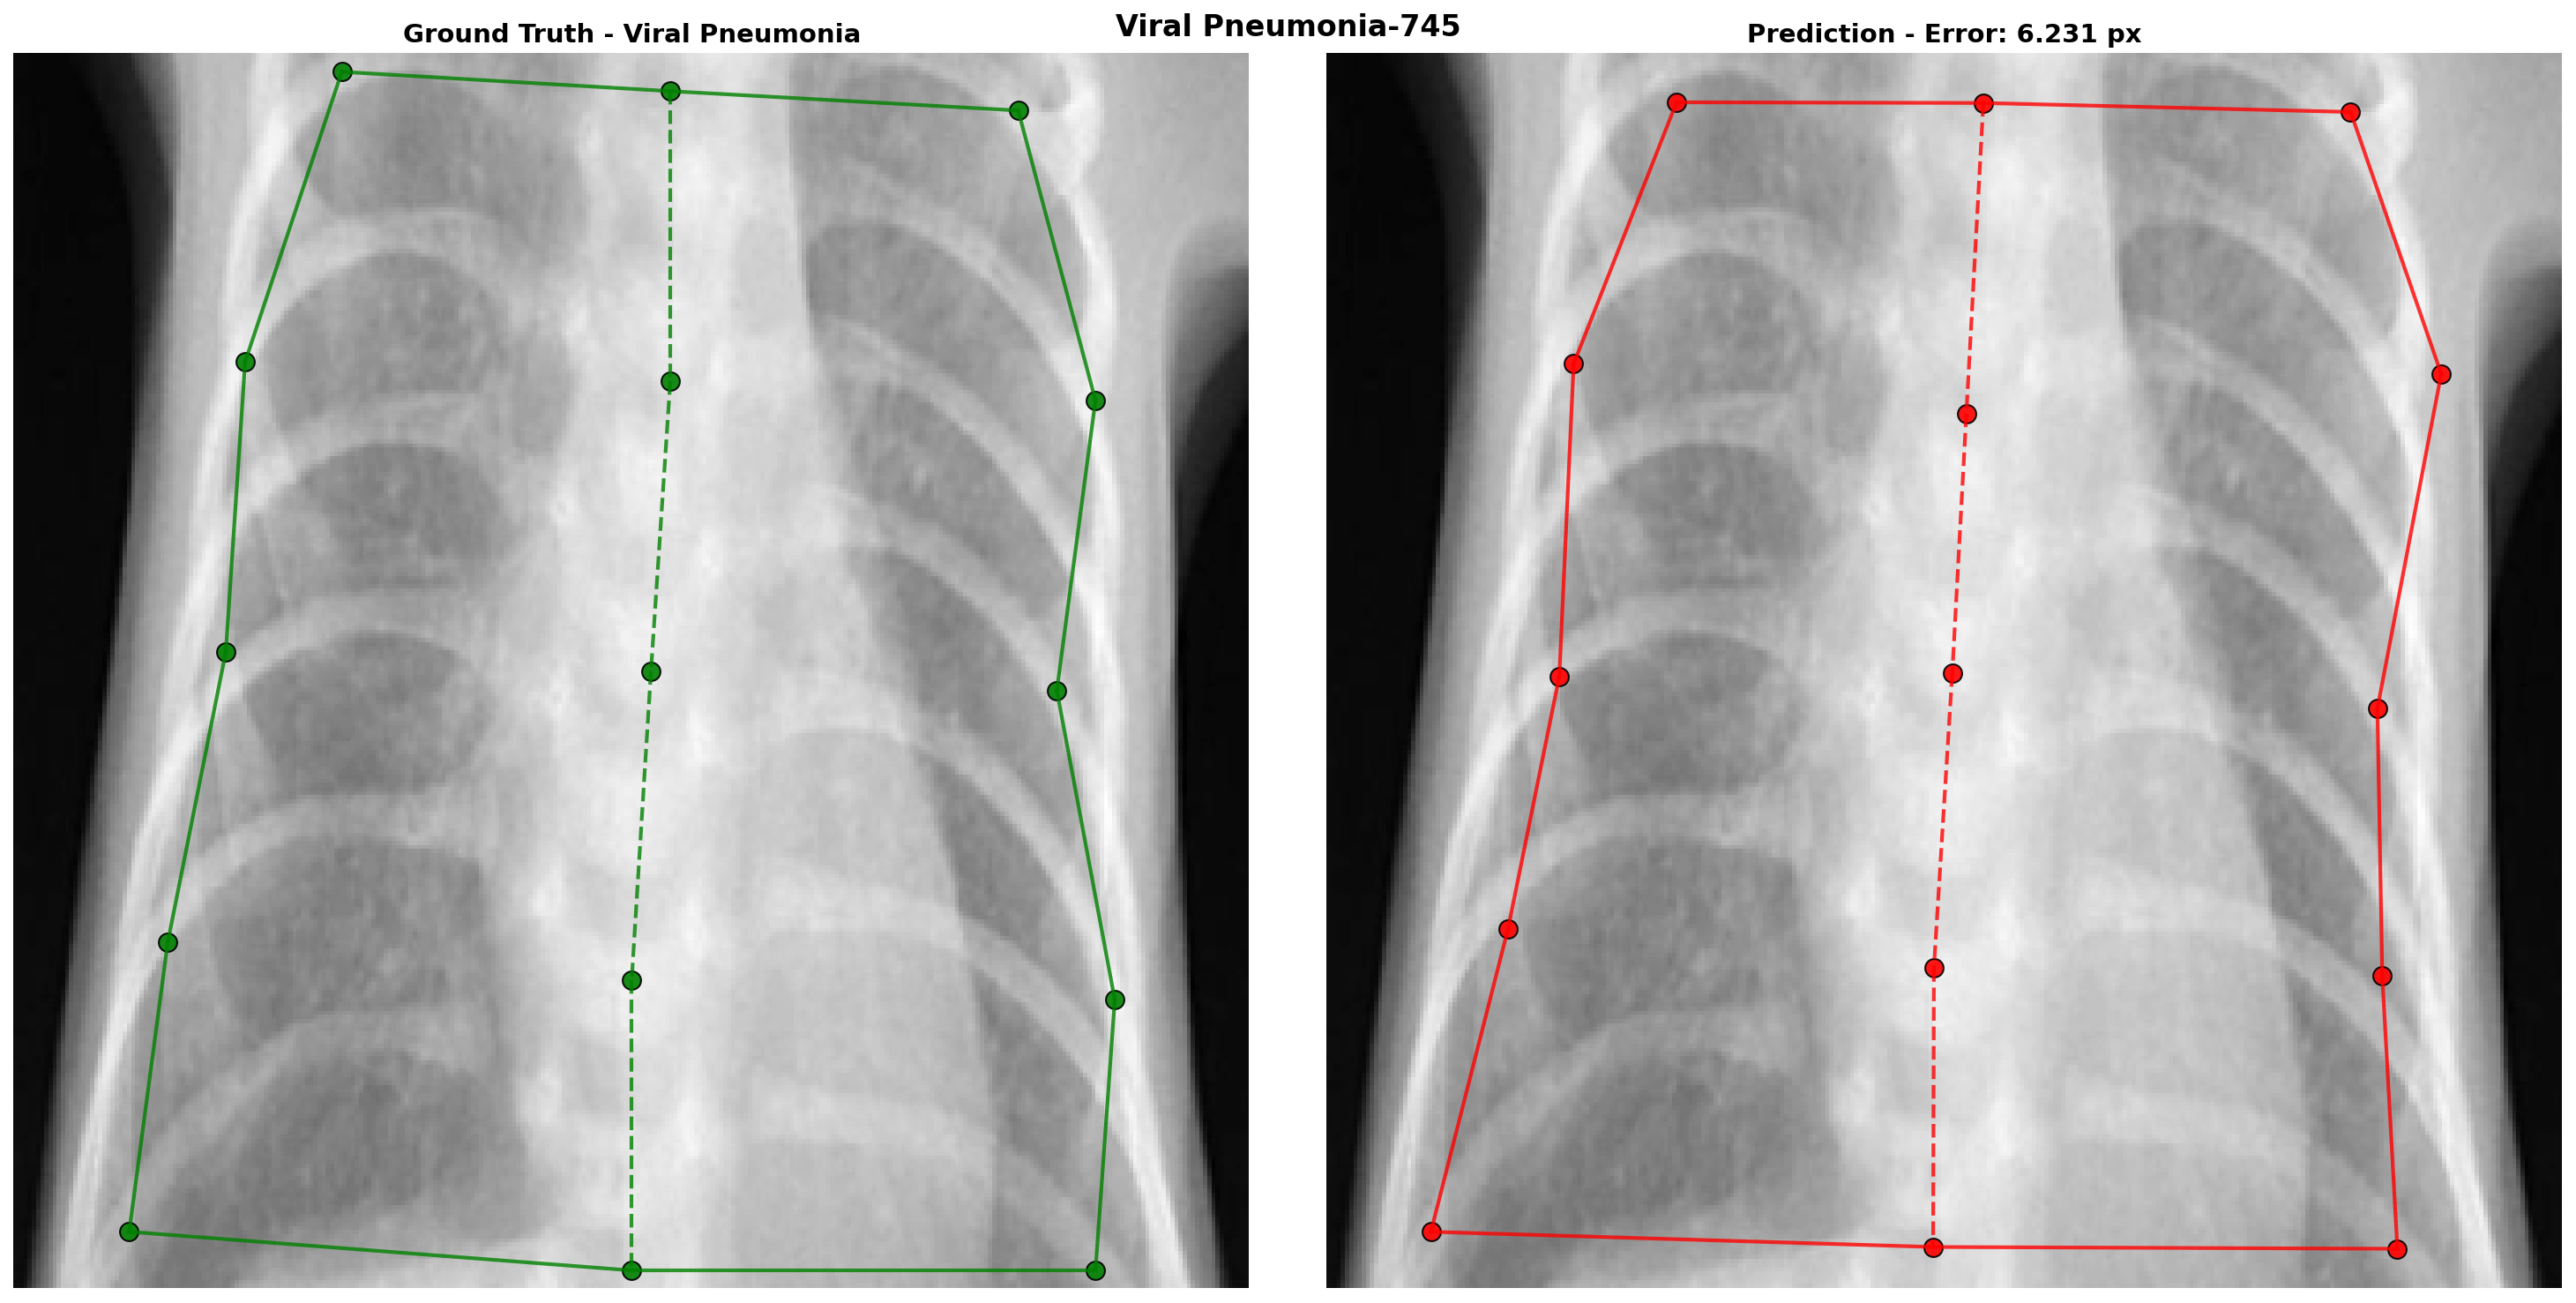 Viral Pneumonia-745
Ground Truth - Viral Pneumonia
Prediction - Error: 6.231 px